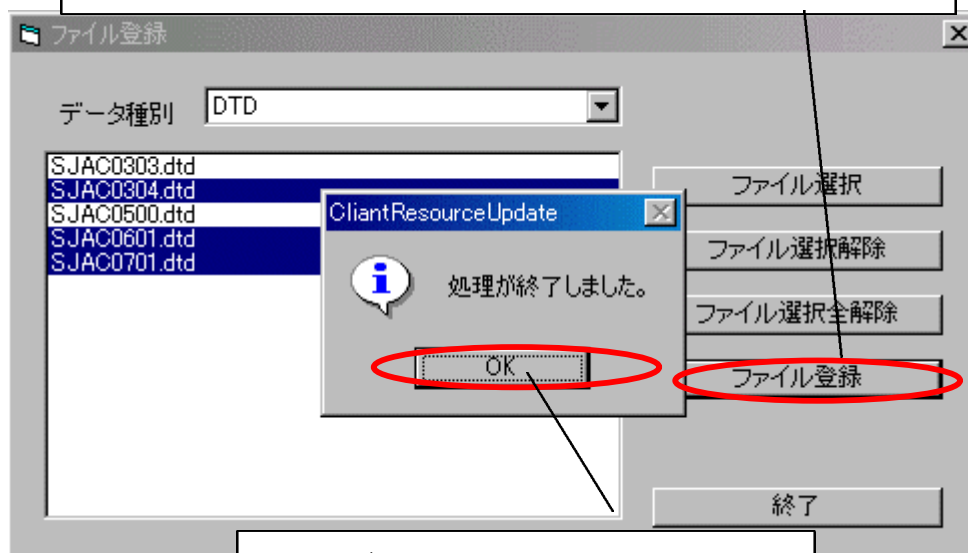 ファイル登録
データ種別
DTD
SJAC0303.dtd
SJAC0304.dtd
SJAC0500.dtd
SJAC0601.dtd
SJAC0701.dtd
CliantResourceUpdate
処理が終了しました。
OK
ファイル選択
ファイル選択解除
ファイル選択全解除
ファイル登録
終了